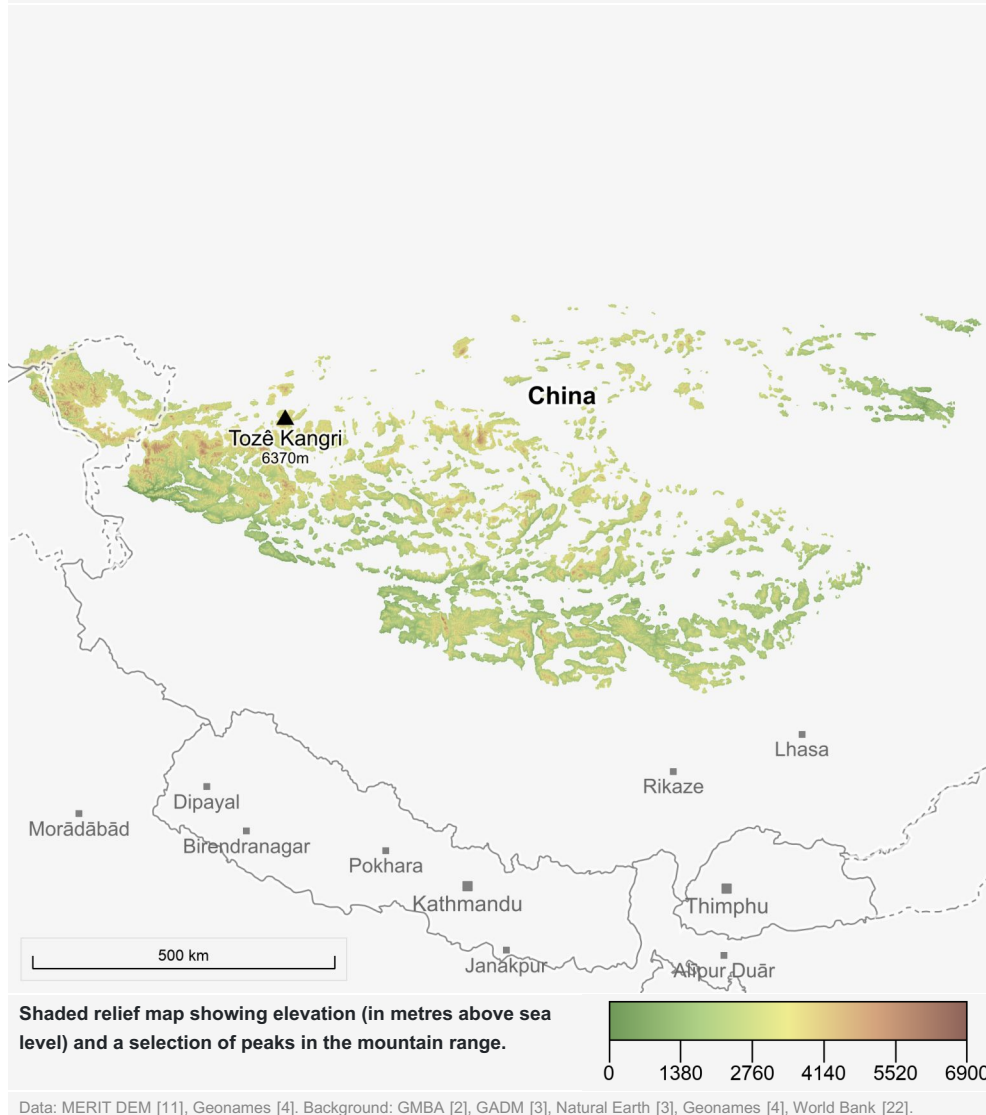 China
Tozê Kangri
6370m
Lhasa
Rikaze
Dipayal
Morādābād
Birendranagar
Pokhara
Kathmandu
Thimphu
500 km
Janakpur
Alīpur Duār
Shaded relief map showing elevation (in metres above sea
level) and a selection of peaks in the mountain range.
0 1380 2760 4140 5520 6900
Data: MERIT DEM [11], Geonames [4]. Background: GMBA [2], GADM [3], Natural Earth [3], Geonames [4], World Bank [22].